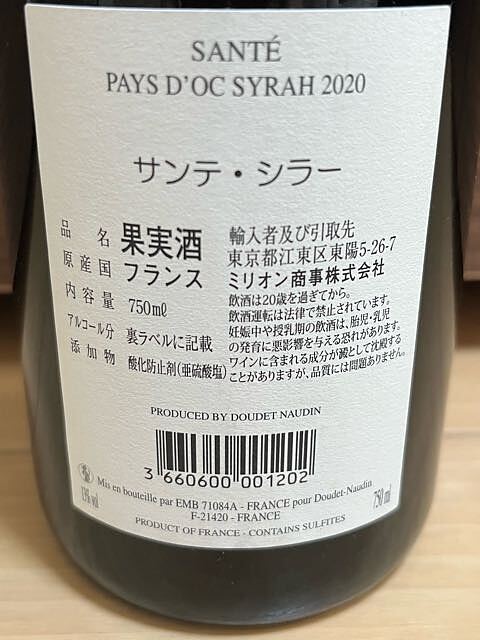 SANTÉ
PAYS D'OC SYRAH 2020
サンテ・シラー
品名 果実酒
原産国 フランス
内容量 750ml
アルコール分 裏ラベルに記載
添加物 酸化防止剤(亜硫酸塩)
輸入者及び引取先
東京都江東区東陽5-26-7
ミリオン商事株式会社
飲酒は20歳を過ぎてから。
飲酒運転は法律で禁止されています。
妊娠中や授乳期の飲酒は、胎児・乳児
の発育に悪影響を与える恐れがあります。
ワインに含まれる成分が澱として沈殿する
ことがありますが、品質には問題ありません。
PRODUCED BY DOUDET NAUDIN
3 660600 001202
13% vol
Mis en bouteille par EMB 71084A - FRANCE pour Doudet-Naudin
F-21420 - FRANCE
750 ml
PRODUCT OF FRANCE - CONTAINS SULFITES